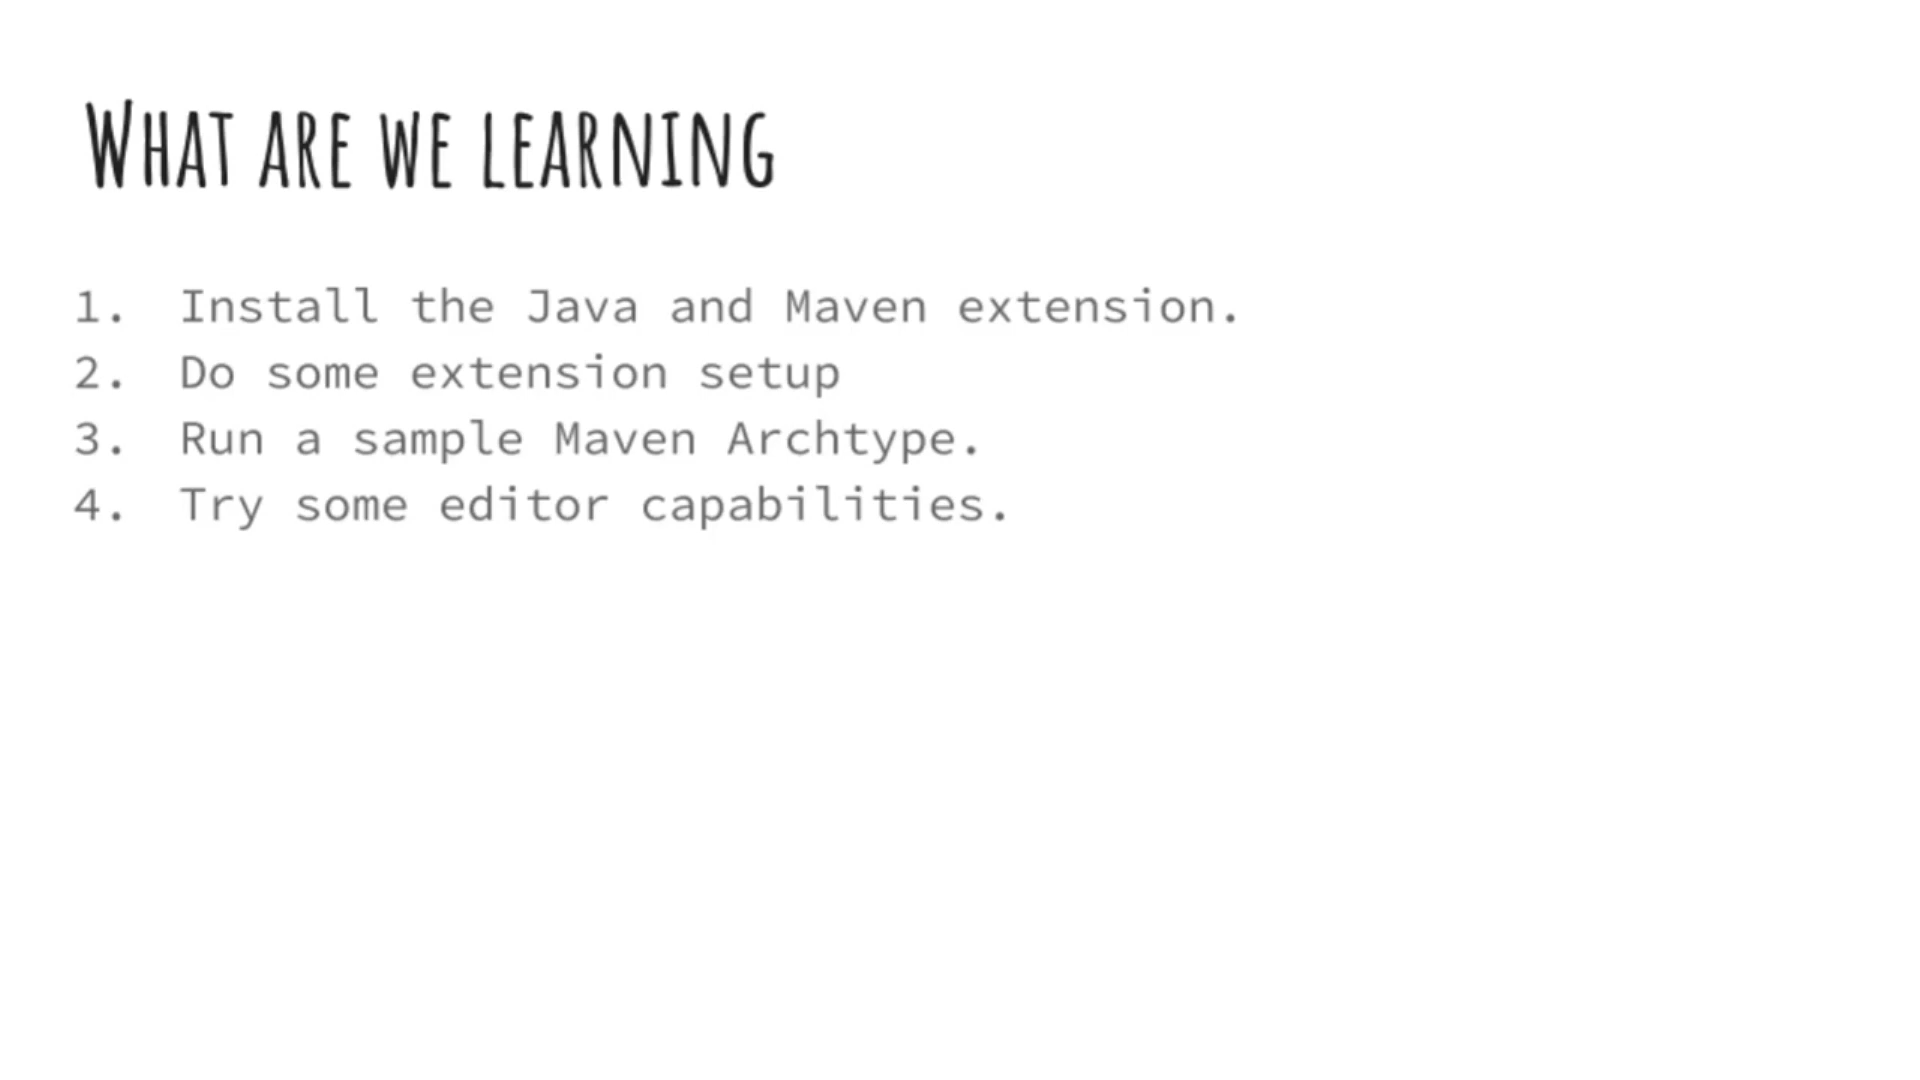 What are we learning
1. Install the Java and Maven extension.
2. Do some extension setup
3. Run a sample Maven Archtype.
4. Try some editor capabilities.